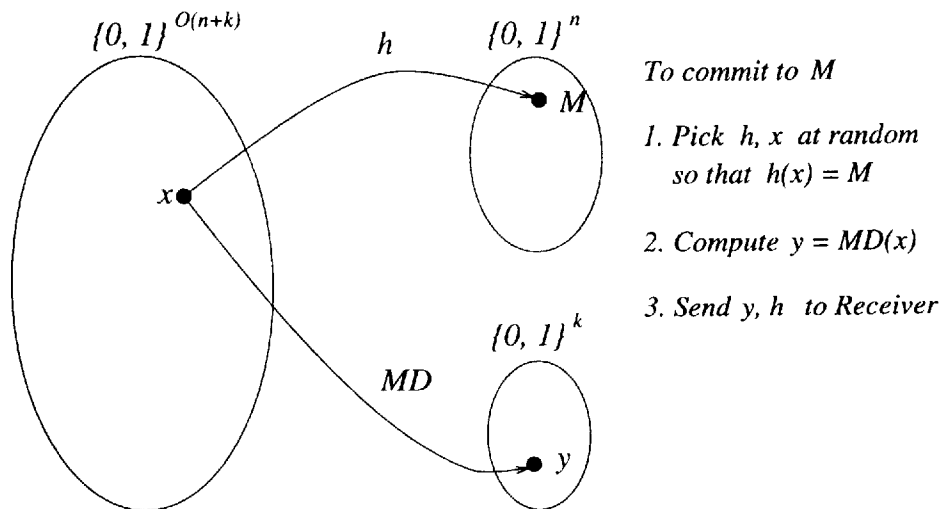 {0, 1}^{O(n+k)}
h
{0, 1}^n
M
x
MD
{0, 1}^k
y
To commit to M
1. Pick h, x at random
so that h(x) = M
2. Compute y = MD(x)
3. Send y, h to Receiver